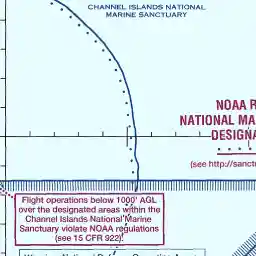 CHANNEL ISLANDS NATIONAL
MARINE SANCTUARY
NOAA R
NATIONAL MA
DESIGNA
(see http://sanct
Flight operations below 1000' AGL
over the designated areas within the
Channel Islands National Marine
Sanctuary violate NOAA regulations
(see 15 CFR 922).